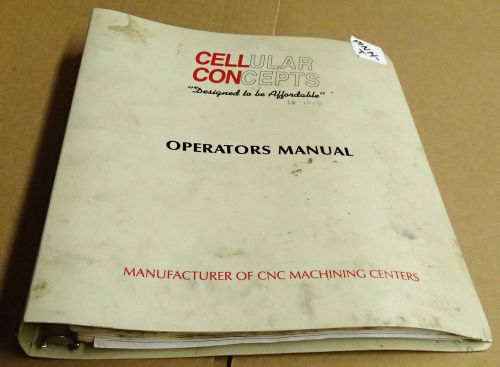 CELLULAR
CONCEPTS
"Designed to be Affordable"
OPERATORS MANUAL
MANUFACTURER OF CNC MACHINING CENTERS